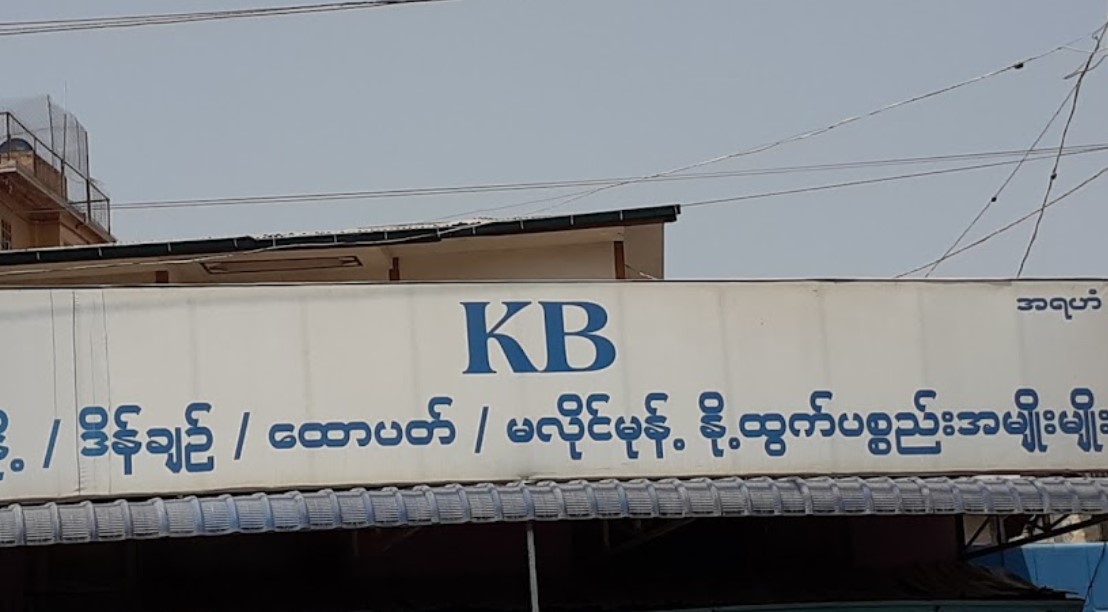 KB
အရဟံ
/ ဒိန်ချဉ် / ထောပတ် / မလိုင်မုန့် နို့ထွက်ပစ္စည်းအမျိုးမျိုး